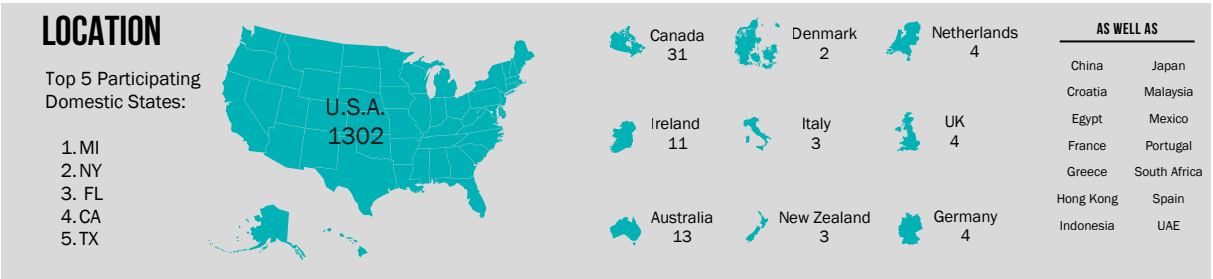 LOCATION
Top 5 Participating
Domestic States:
1. MI
2. NY
3. FL
4. CA
5. TX
U.S.A.
1302
Canada
31
Denmark
2
Netherlands
4
Ireland
11
Italy
3
UK
4
Australia
13
New Zealand
3
Germany
4
AS WELL AS
China Japan
Croatia Malaysia
Egypt Mexico
France Portugal
Greece South Africa
Hong Kong Spain
Indonesia UAE